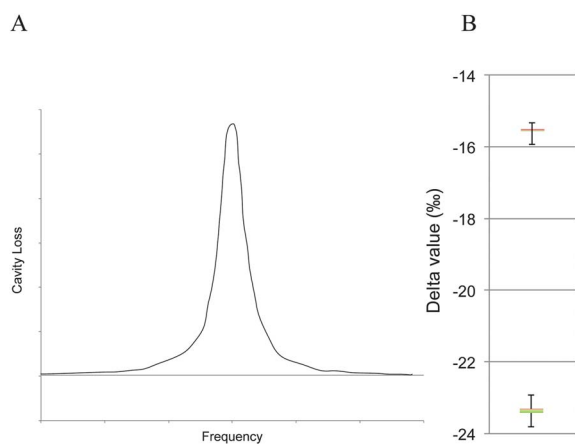 A
B
Cavity Loss
Frequency
Delta value (‰)
-14
-16
-18
-20
-22
-24